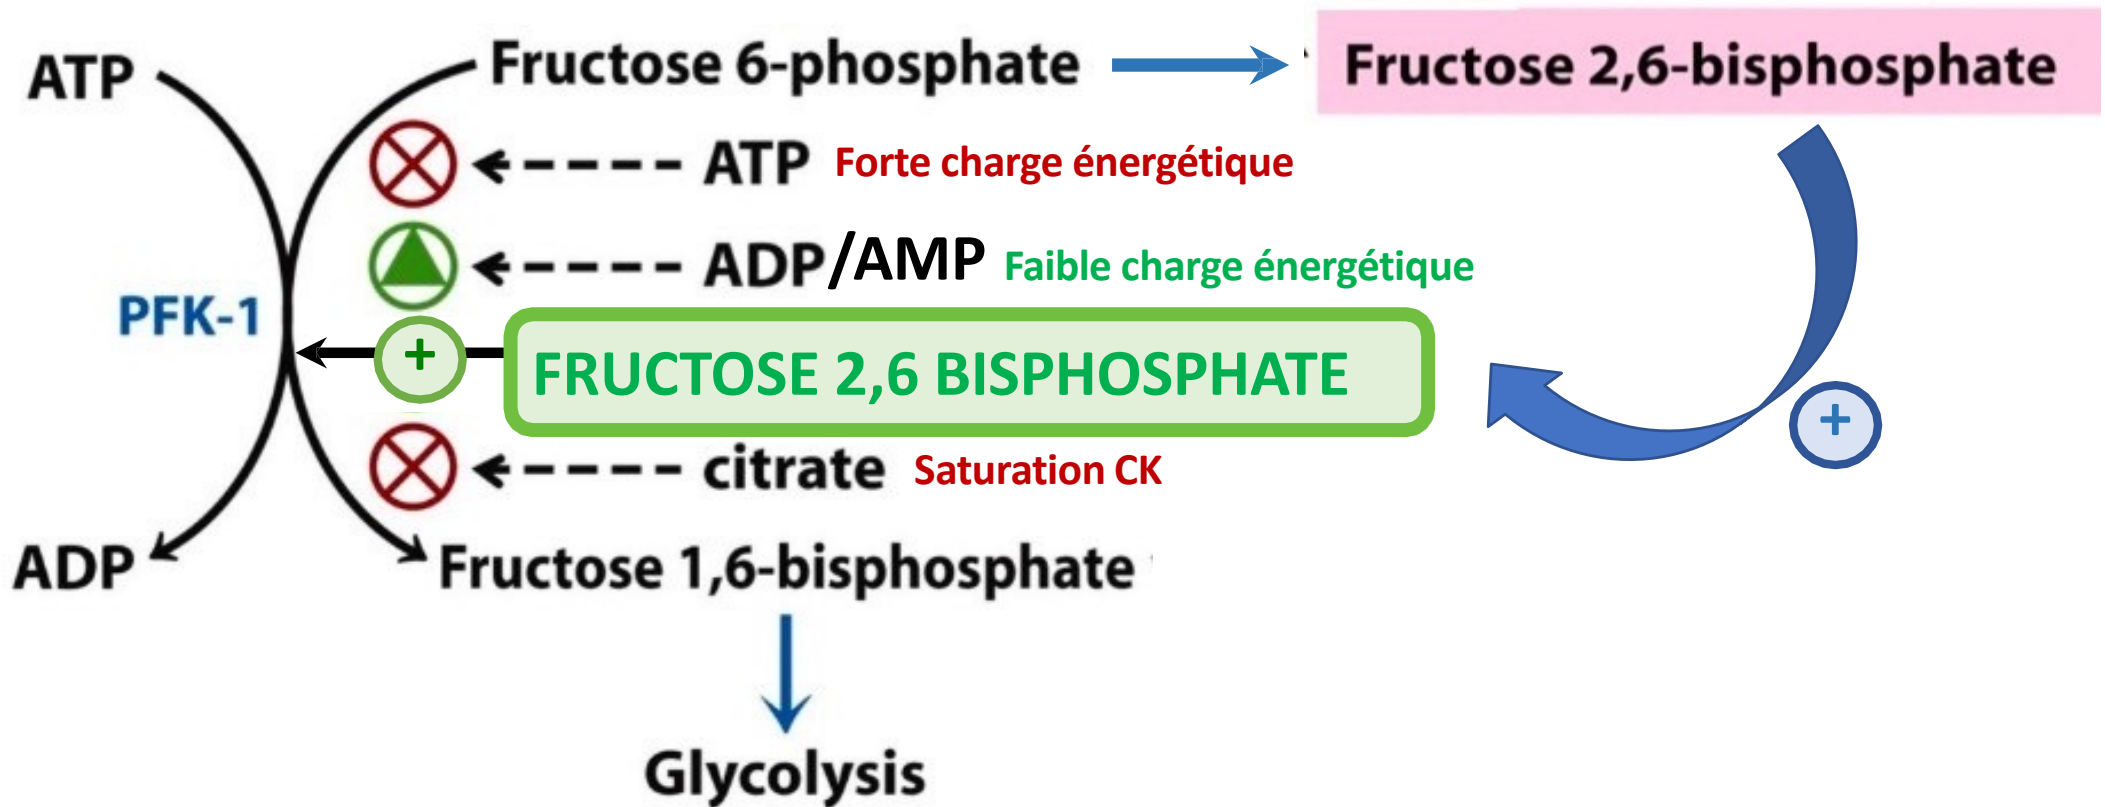 ATP
Fructose 6-phosphate
Fructose 2,6-bisphosphate
ATP Forte charge énergétique
ADP/AMP Faible charge énergétique
PFK-1
+
FRUCTOSE 2,6 BISPHOSPHATE
+
citrate Saturation CK
ADP
Fructose 1,6-bisphosphate
Glycolysis